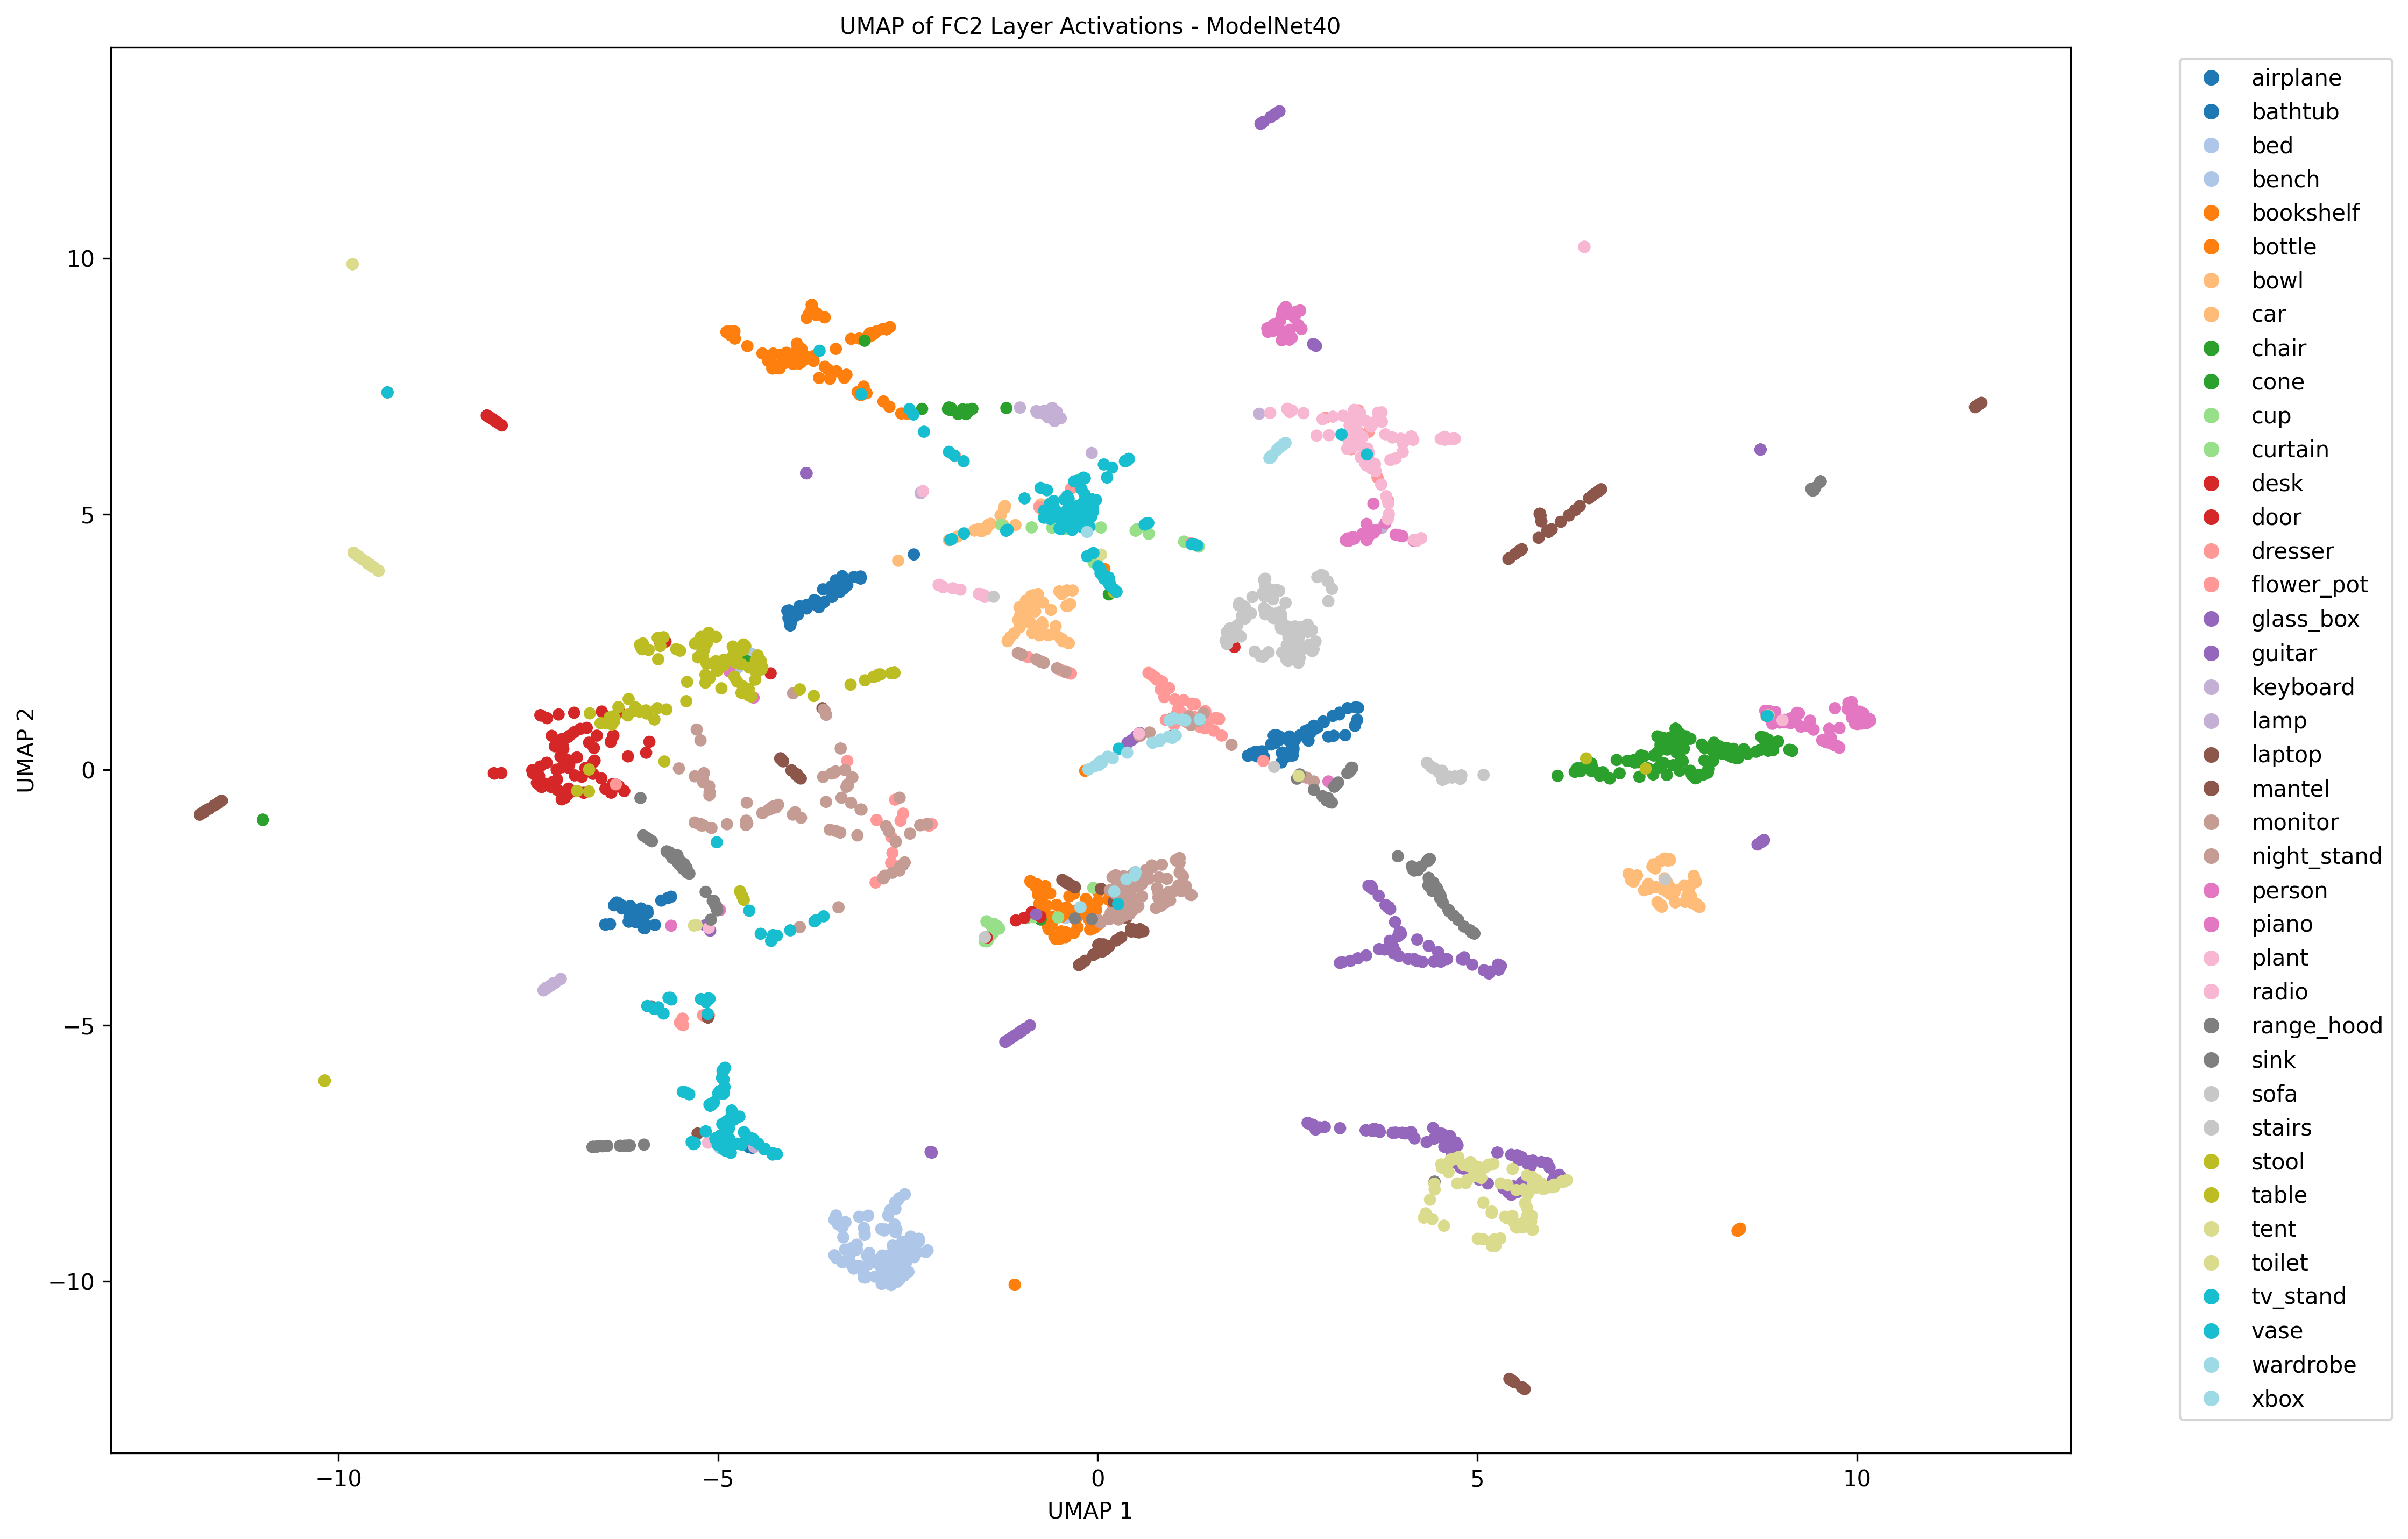 UMAP of FC2 Layer Activations - ModelNet40
10
5
0
−5
−10
UMAP 2
−10
−5
0
5
10
UMAP 1
airplane
bathtub
bed
bench
bookshelf
bottle
bowl
car
chair
cone
cup
curtain
desk
door
dresser
flower_pot
glass_box
guitar
keyboard
lamp
laptop
mantel
monitor
night_stand
person
piano
plant
radio
range_hood
sink
sofa
stairs
stool
table
tent
toilet
tv_stand
vase
wardrobe
xbox